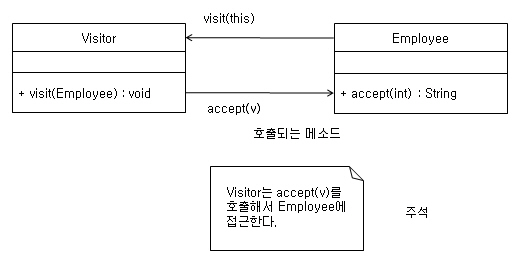 visit(this)
Visitor
Employee
+ visit(Employee) : void
+ accept(int) : String
accept(v)
호출되는 메소드
Visitor는 accept(v)를
호출해서 Employee에
접근한다.
주석